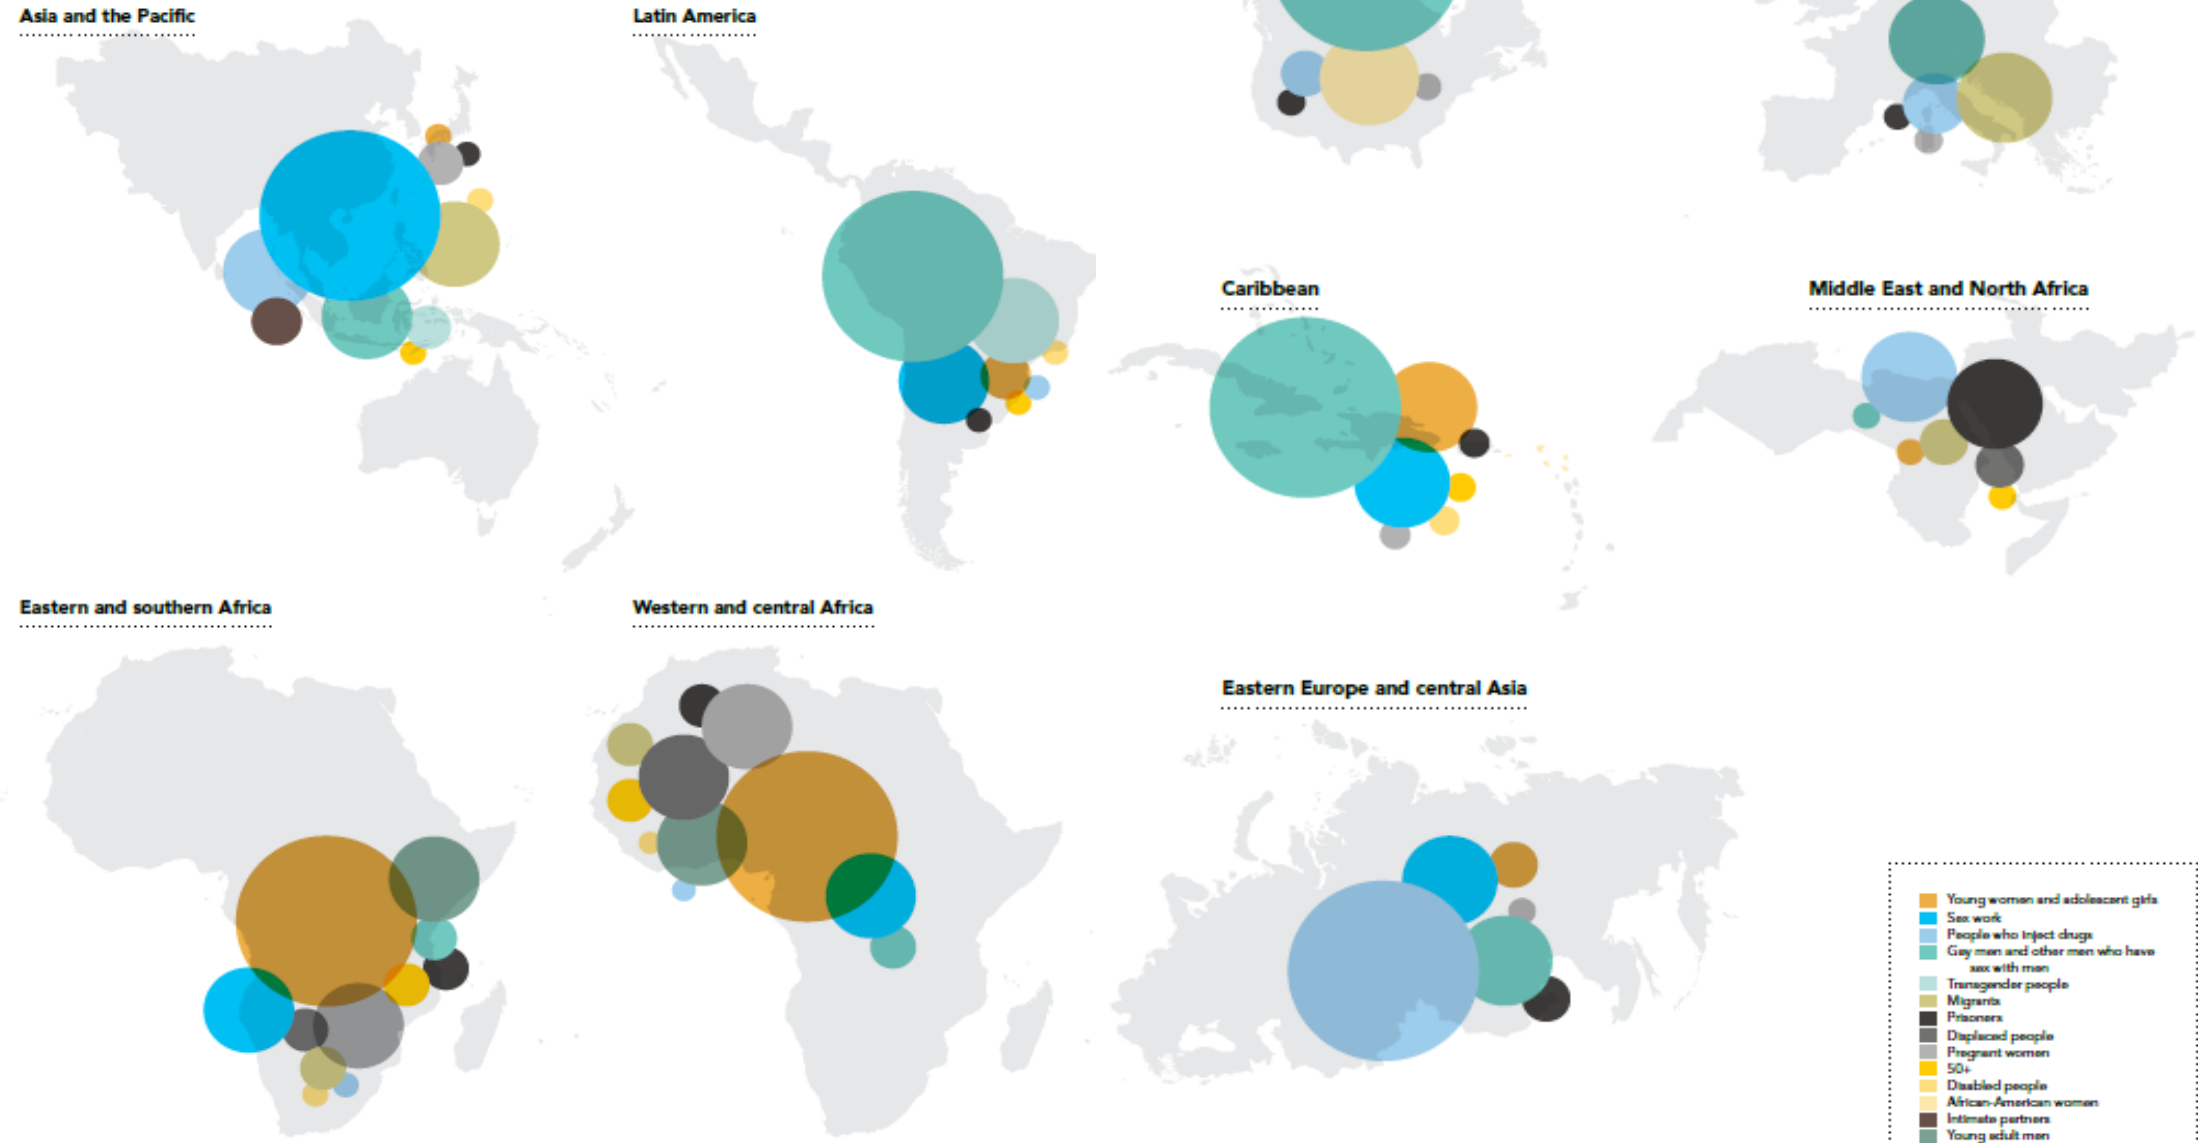 Asia and the Pacific
Latin America
Caribbean
Middle East and North Africa
Eastern and southern Africa
Western and central Africa
Eastern Europe and central Asia
Young women and adolescent girls
Sex work
People who inject drugs
Gay men and other men who have
sex with men
Transgender people
Migrants
Prisoners
Displaced people
Pregnant women
50+
Disabled people
African-American women
Intimate partners
Young adult men